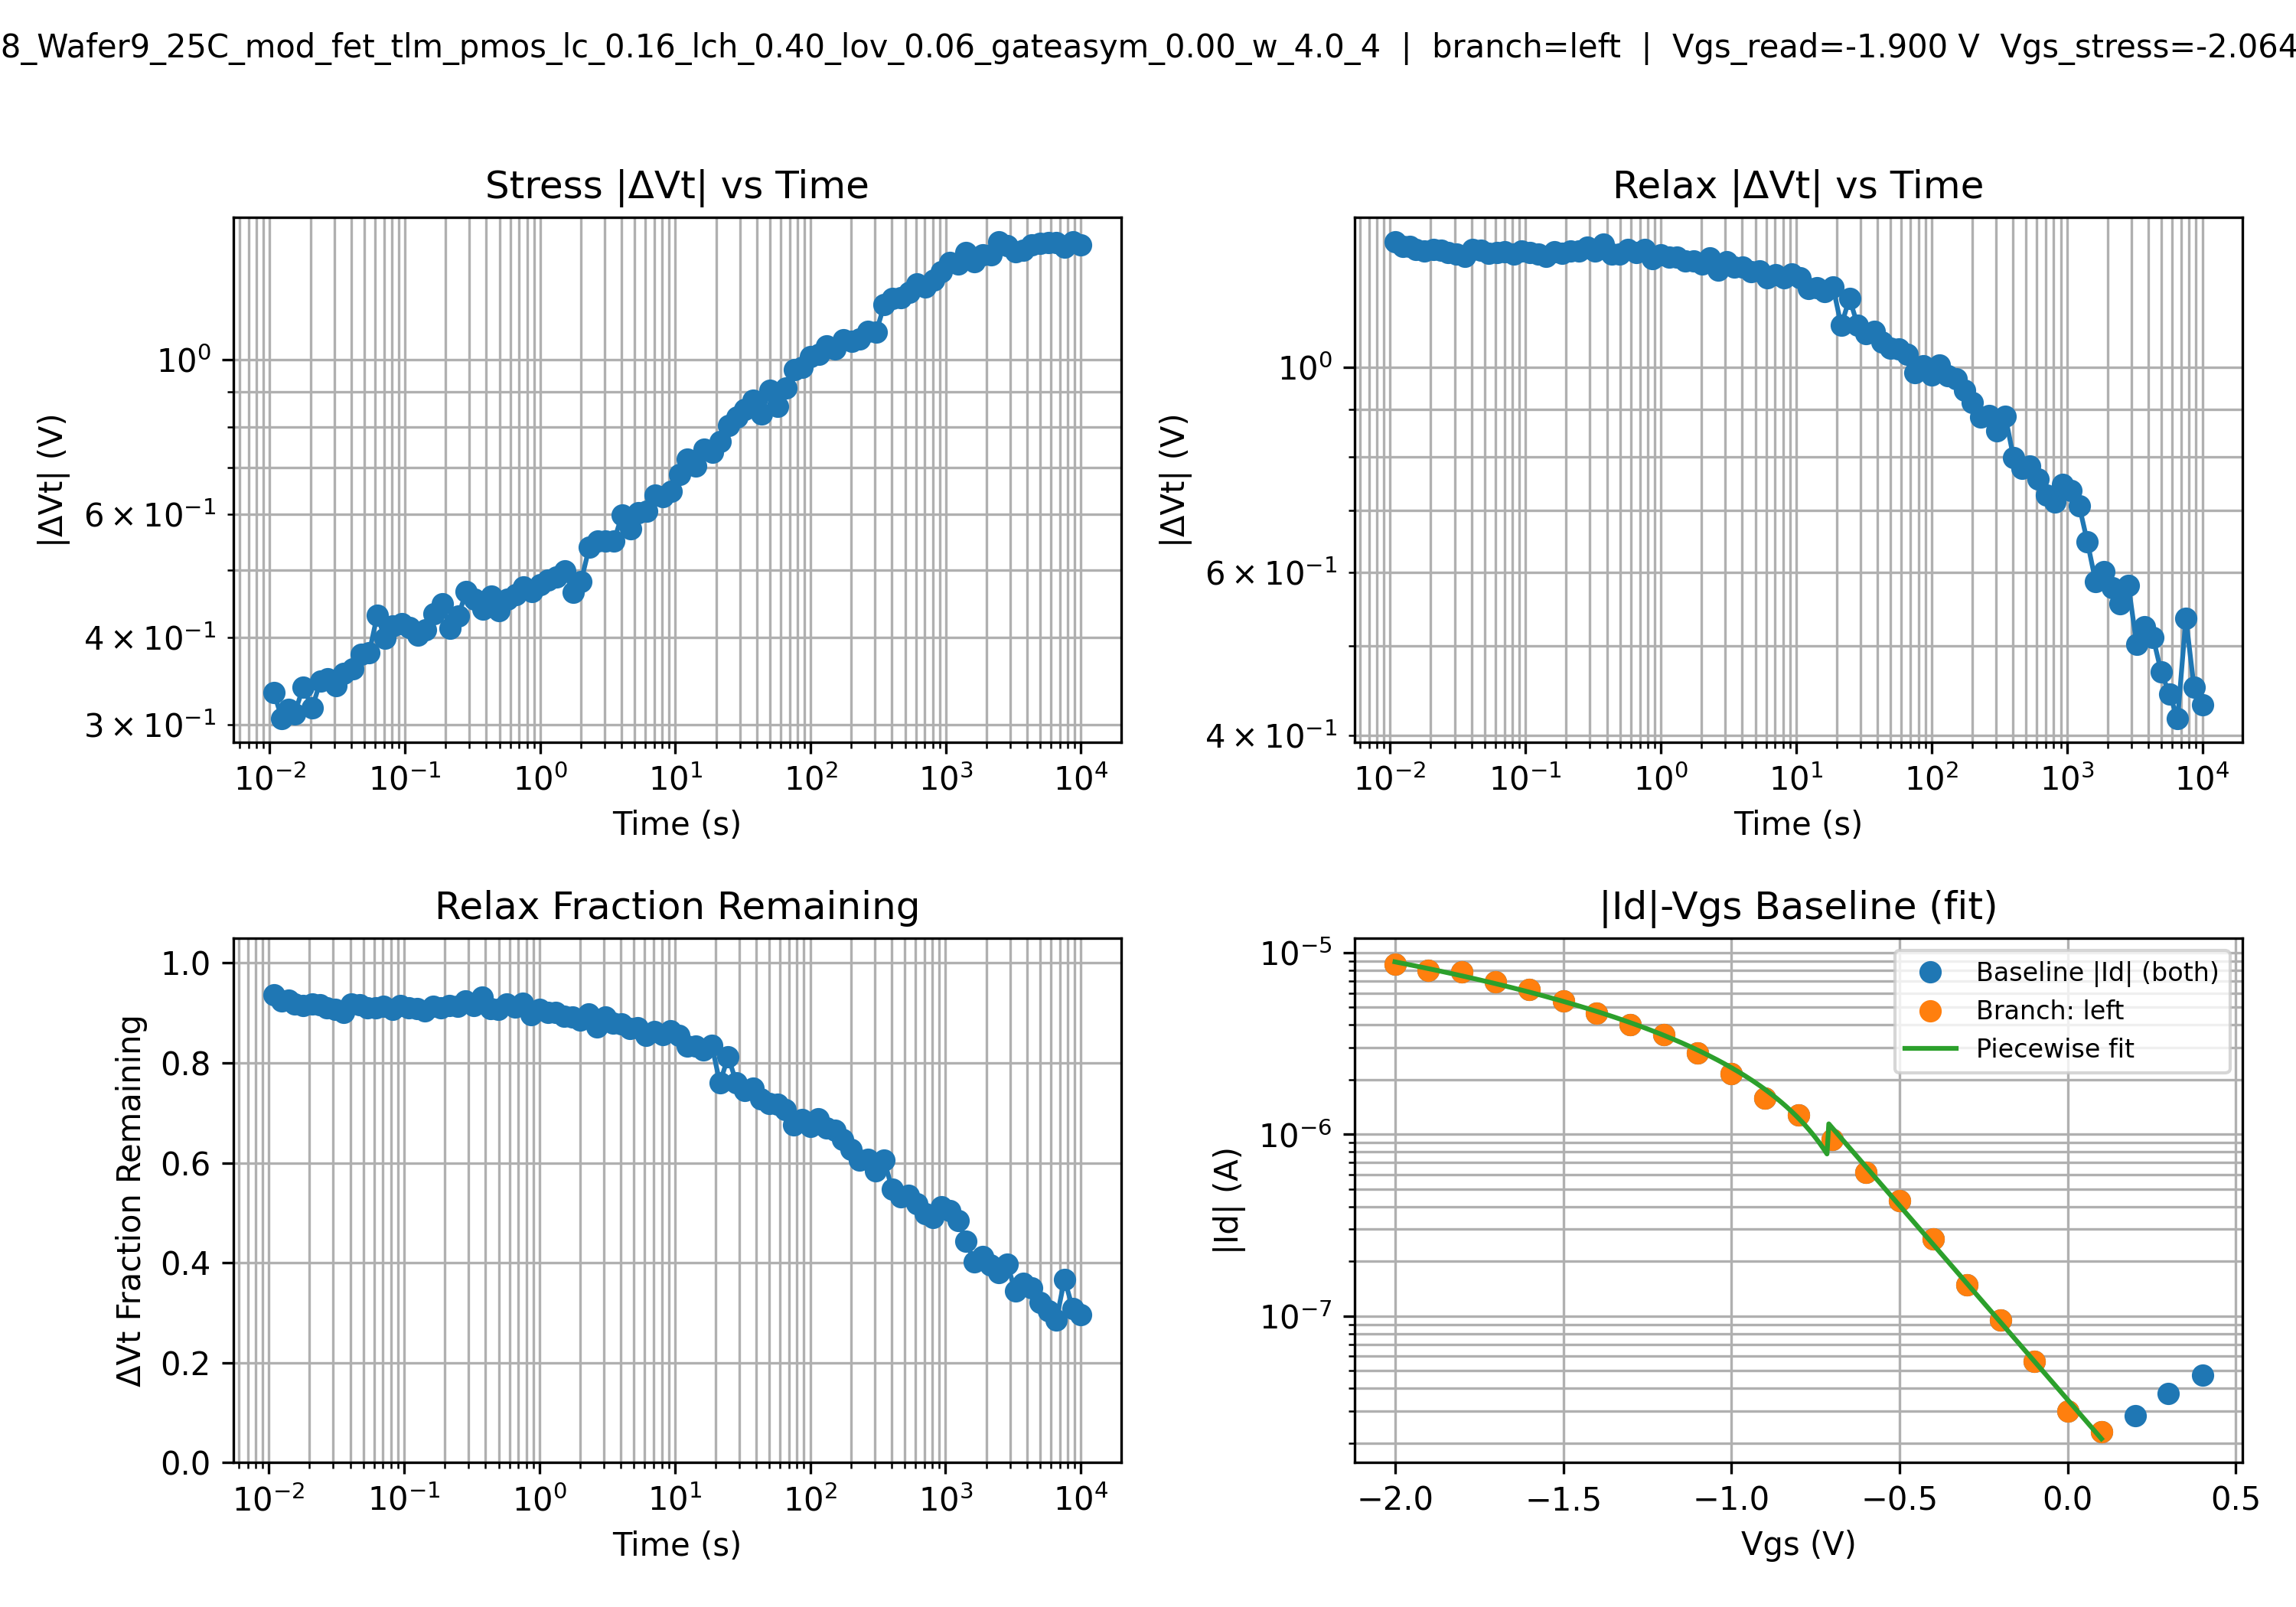 8_Wafer9_25C_mod_fet_tlm_pmos_lc_0.16_lch_0.40_lov_0.06_gateasym_0.00_w_4.0_4 | branch=left | Vgs_read=-1.900 V Vgs_stress=-2.064
Stress |ΔVt| vs Time
|ΔVt| (V)
10⁰
6 × 10⁻¹
4 × 10⁻¹
3 × 10⁻¹
10⁻² 10⁻¹ 10⁰ 10¹ 10² 10³ 10⁴
Time (s)
Relax |ΔVt| vs Time
|ΔVt| (V)
10⁰
6 × 10⁻¹
4 × 10⁻¹
10⁻² 10⁻¹ 10⁰ 10¹ 10² 10³ 10⁴
Time (s)
Relax Fraction Remaining
ΔVt Fraction Remaining
1.0
0.8
0.6
0.4
0.2
0.0
10⁻² 10⁻¹ 10⁰ 10¹ 10² 10³ 10⁴
Time (s)
|Id|-Vgs Baseline (fit)
|Id| (A)
10⁻⁵
10⁻⁶
10⁻⁷
Baseline |Id| (both)
Branch: left
Piecewise fit
−2.0 −1.5 −1.0 −0.5 0.0 0.5
Vgs (V)